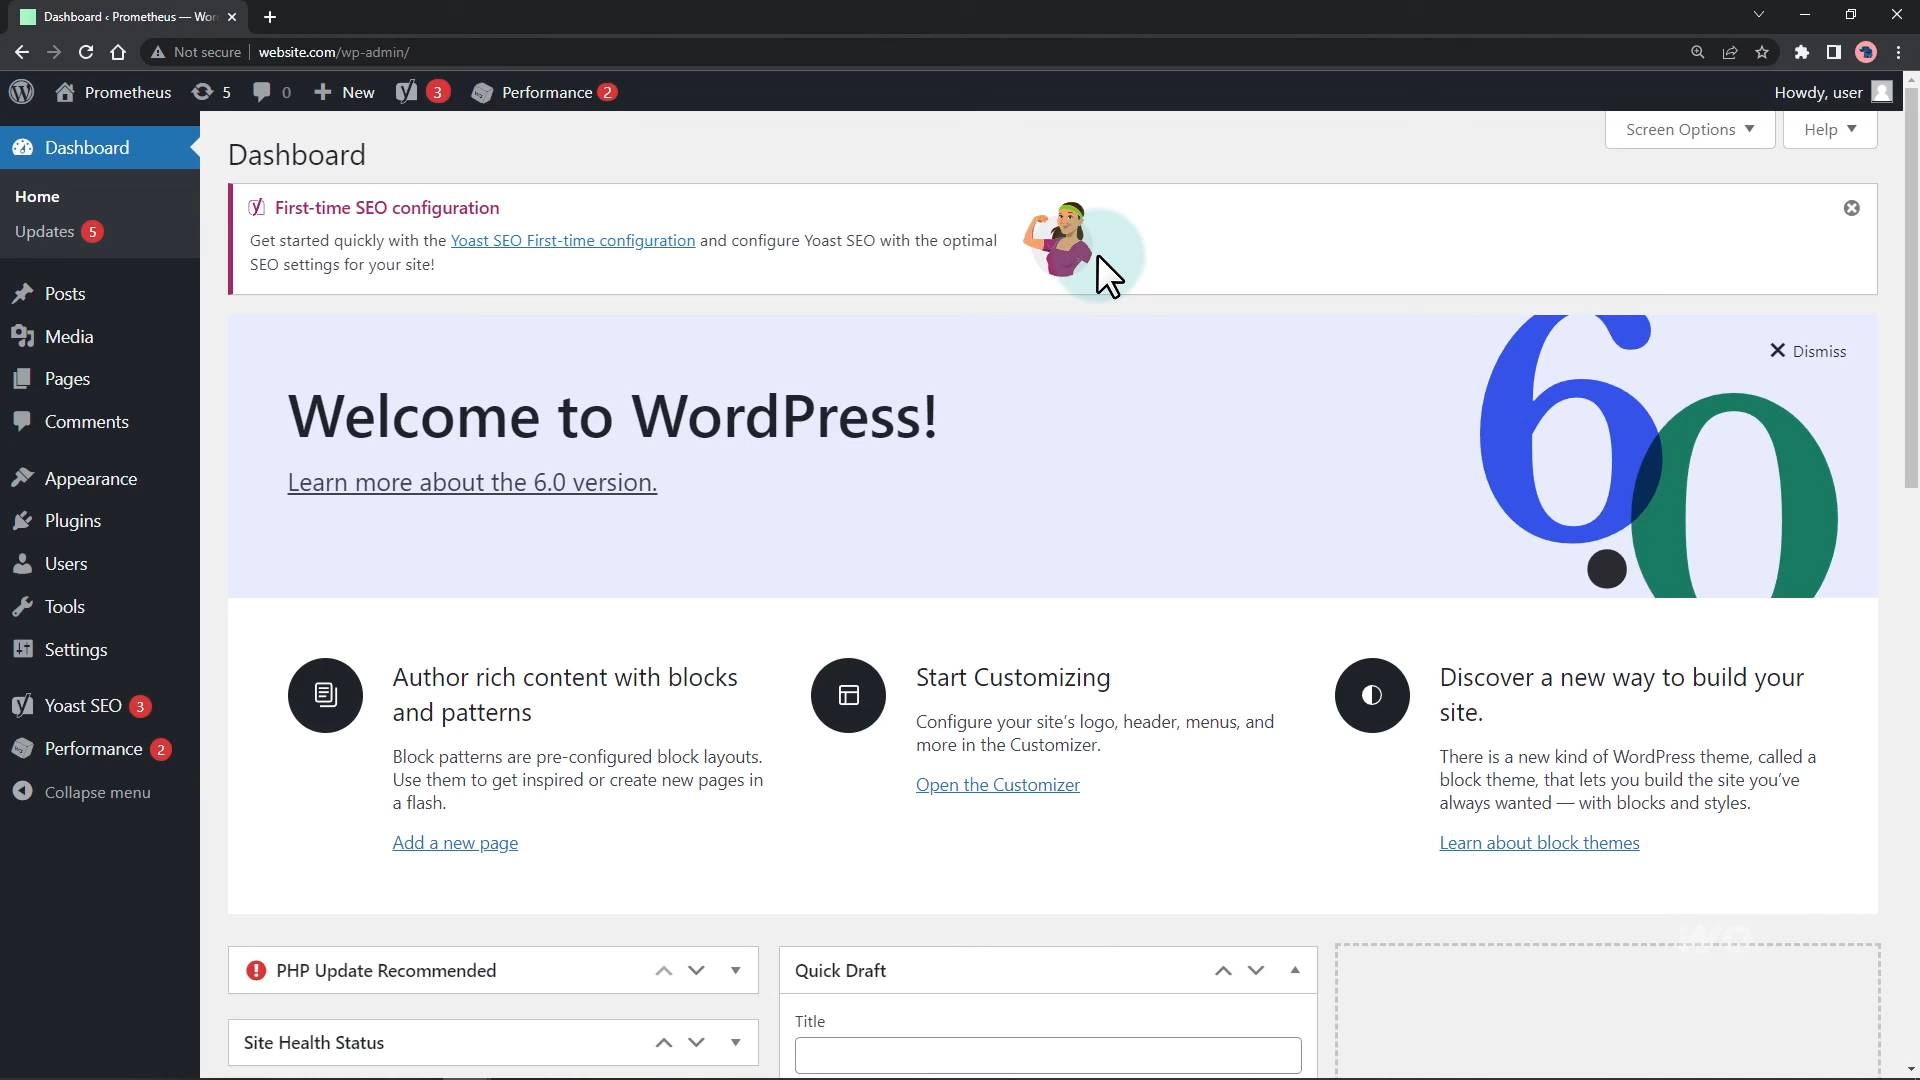 Dashboard ‹ Prometheus — Wor
Not secure website.com/wp-admin/
Prometheus 5 0 New 3 Performance 2
Howdy, user
Dashboard
Home
Updates 5
Posts
Media
Pages
Comments
Appearance
Plugins
Users
Tools
Settings
Yoast SEO 3
Performance 2
Collapse menu
Screen Options Help
Dashboard
First-time SEO configuration
Get started quickly with the Yoast SEO First-time configuration and configure Yoast SEO with the optimal
SEO settings for your site!
6.0
Dismiss
Welcome to WordPress!
Learn more about the 6.0 version.
Author rich content with blocks
and patterns
Block patterns are pre-configured block layouts.
Use them to get inspired or create new pages in
a flash.
Add a new page
Start Customizing
Configure your site’s logo, header, menus, and
more in the Customizer.
Open the Customizer
Discover a new way to build your
site.
There is a new kind of WordPress theme, called a
block theme, that lets you build the site you’ve
always wanted — with blocks and styles.
Learn about block themes
PHP Update Recommended
Site Health Status
Quick Draft
Title